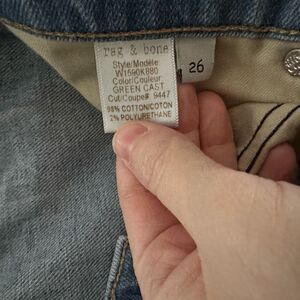 rag & bone
Style/Modèle
W1590K880
Color/Couleur
GREEN CAST
Cut/Coupe# 9447
98% COTTON/COTON
2% POLYURETHANE
26